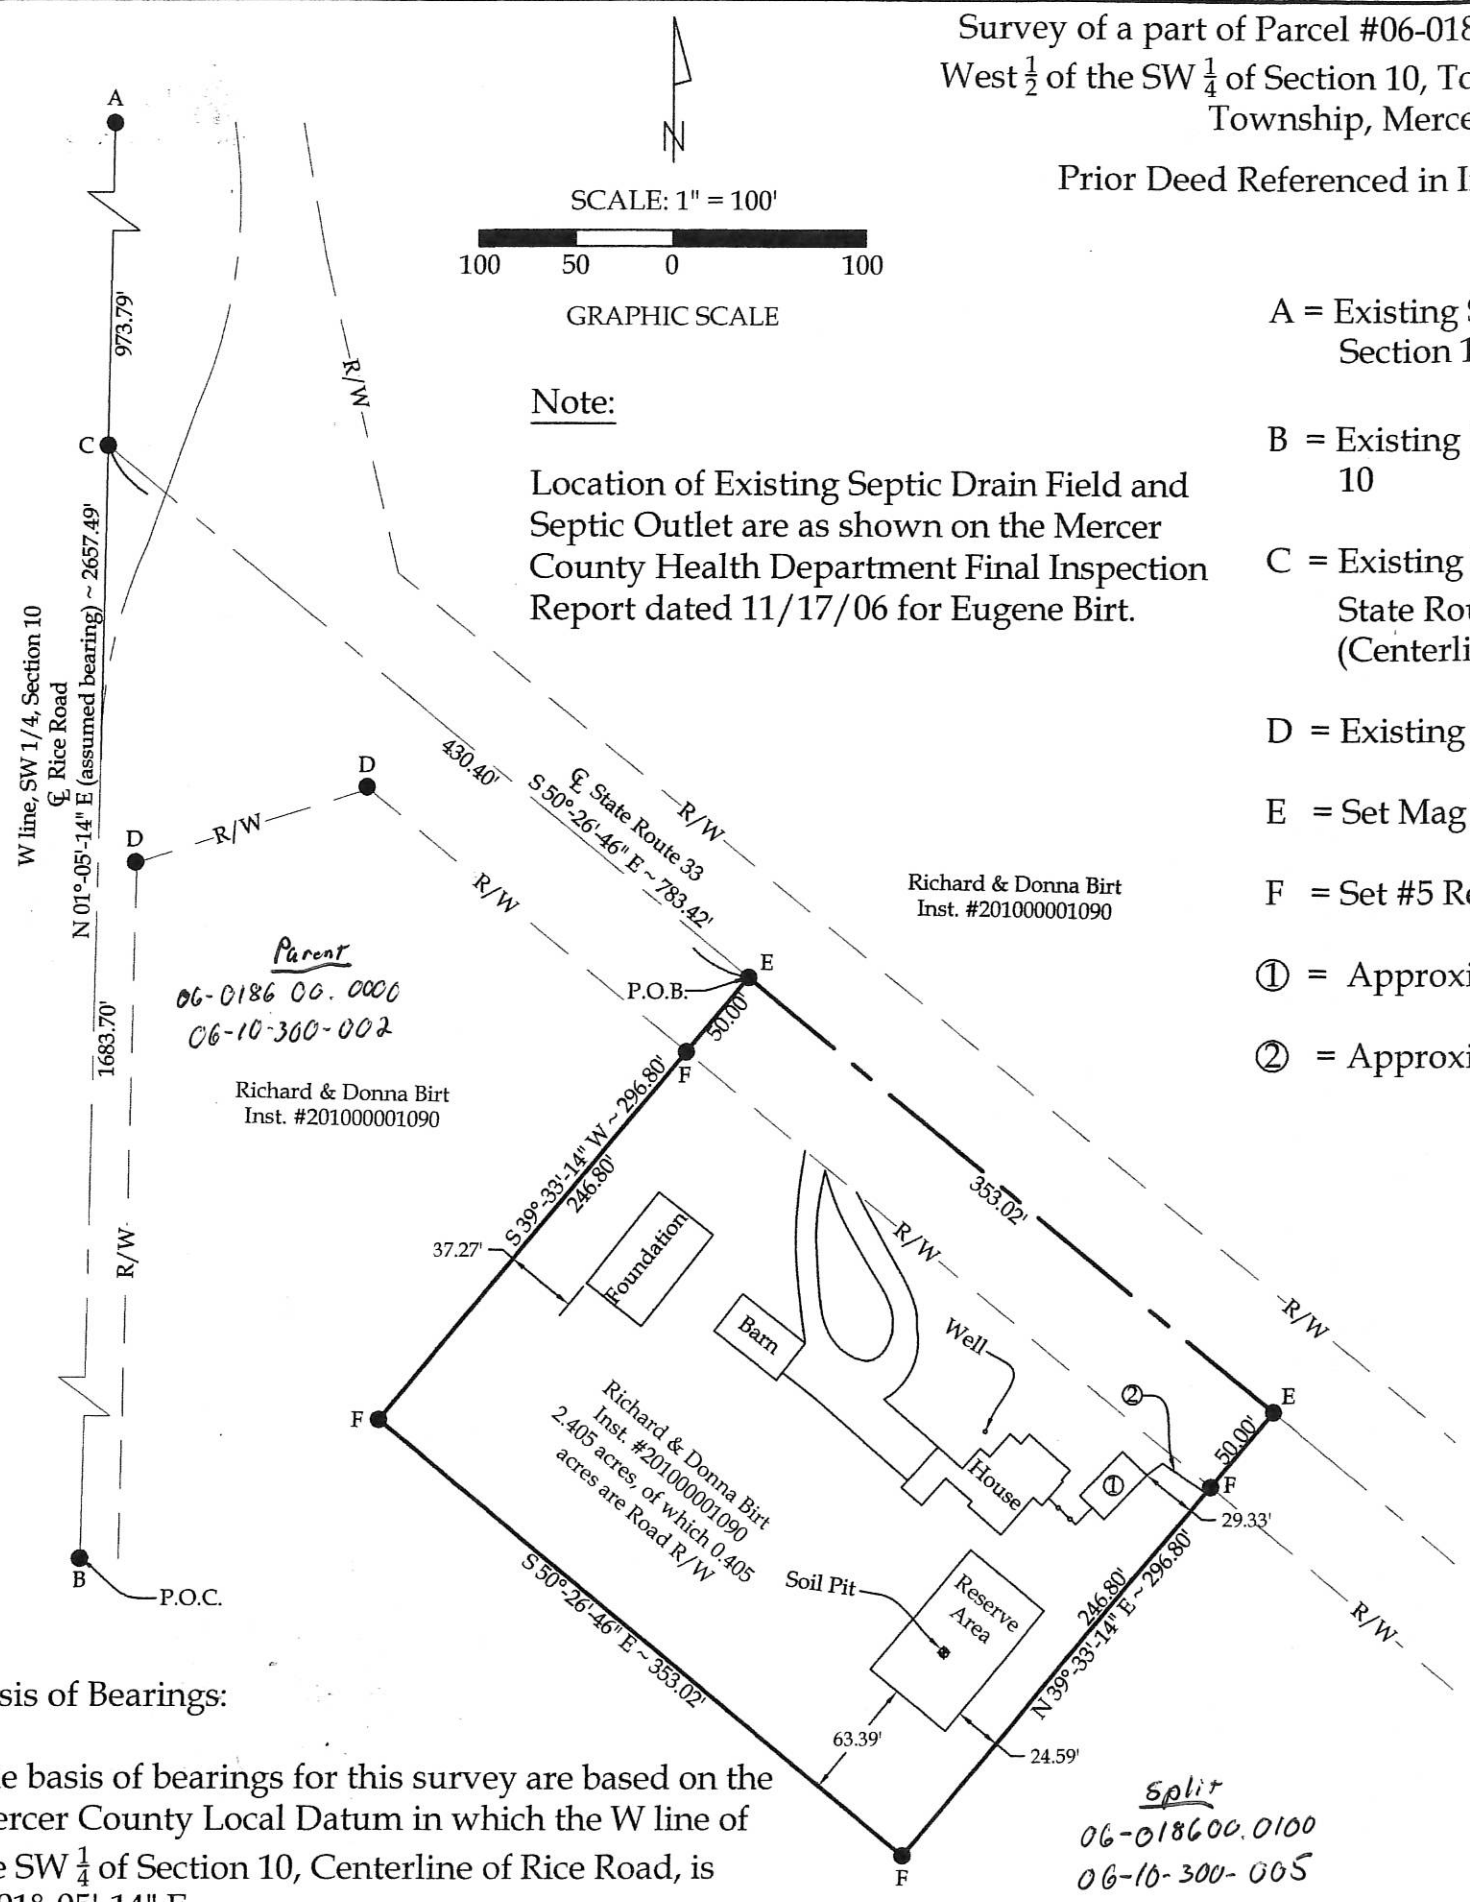 Survey of a part of Parcel #06-018
West 1/2 of the SW 1/4 of Section 10, To
Township, Merce
Prior Deed Referenced in I
A
N
SCALE: 1" = 100'
100 50 0 100
GRAPHIC SCALE
973.79'
R/W
Note:
Location of Existing Septic Drain Field and
Septic Outlet are as shown on the Mercer
County Health Department Final Inspection
Report dated 11/17/06 for Eugene Birt.
A = Existing
Section 1
B = Existing
10
C = Existing
State Rou
(Centerli
D = Existing
E = Set Mag
F = Set #5 Re
① = Approxi
② = Approxi
C
W line, SW 1/4, Section 10
℄ Rice Road
N 01°-05'-14" E (assumed bearing) ~ 2657.49'
D
D
R/W
430.40'
℄ State Route 33
S 50°-26'-46" E ~ 783.42'
R/W
R/W
Richard & Donna Birt
Inst. #201000001090
Parent
06-0186 00. 0000
06-10-300-002
1683.70'
Richard & Donna Birt
Inst. #201000001090
R/W
E
P.O.B.
50.00'
F
S 39°-33'-14" W ~ 296.80'
246.80'
37.27'
Foundation
Barn
353.02'
R/W
R/W
Well
②
E
50.00'
F
F
House
①
29.33'
Richard & Donna Birt
Inst. #201000001090
2.405 acres, of which 0.405
acres are Road R/W
S 50°-26'-46" E ~ 353.02'
Soil Pit
Reserve
Area
246.80'
N 39°-33'-14" E ~ 296.80'
R/W
63.39'
24.59'
F
B
P.O.C.
sis of Bearings:
e basis of bearings for this survey are based on the
ercer County Local Datum in which the W line of
e SW 1/4 of Section 10, Centerline of Rice Road, is
Split
06-018600.0100
06-10-300-005